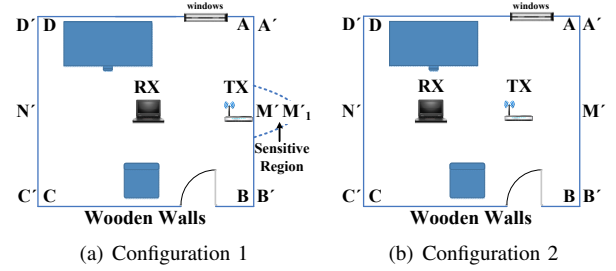 windows
D´ D A A´
RX TX
N´ M´ M´1
Sensitive
Region
C´ C B B´
Wooden Walls
(a) Configuration 1
windows
D´ D A A´
RX TX
N´ M´
C´ C B B´
Wooden Walls
(b) Configuration 2